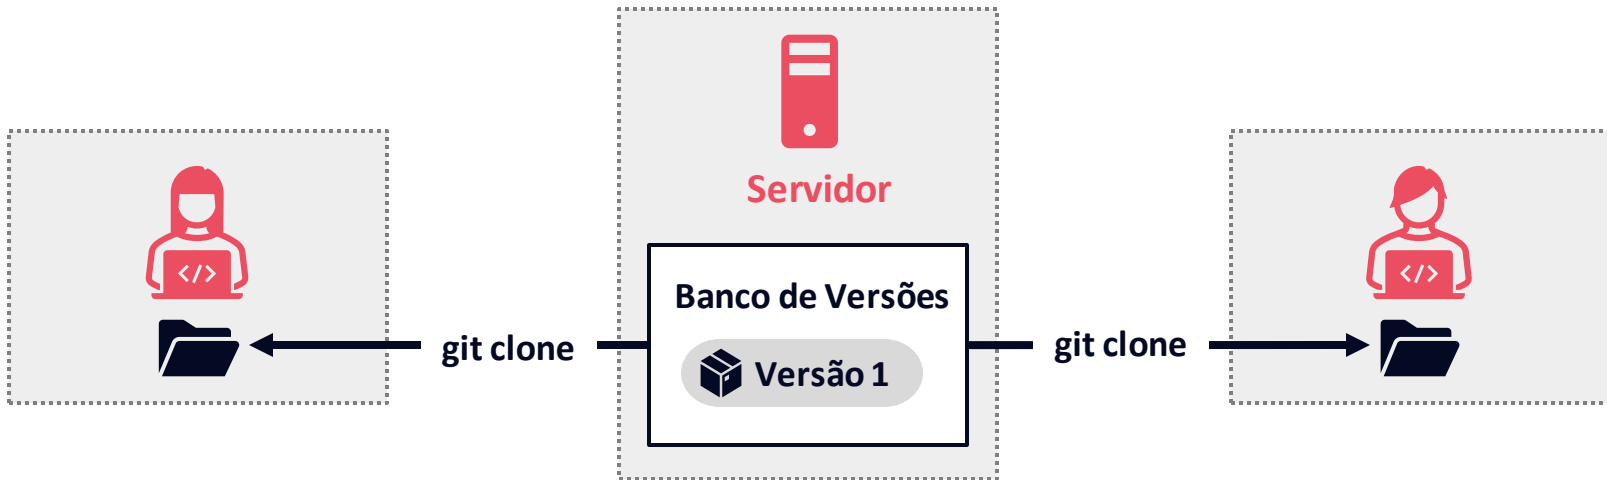 Servidor
Banco de Versões
git clone
git clone
Versão 1
</>
</>